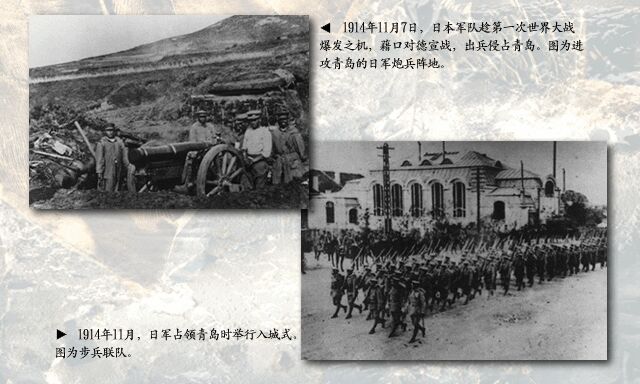 ◀ 1914年11月7日，日本军队趁第一次世界大战
爆发之机，藉口对德宣战，出兵侵占青岛。图为进
攻青岛的日军炮兵阵地。
▶ 1914年11月，日军占领青岛时举行入城式。
图为步兵联队。